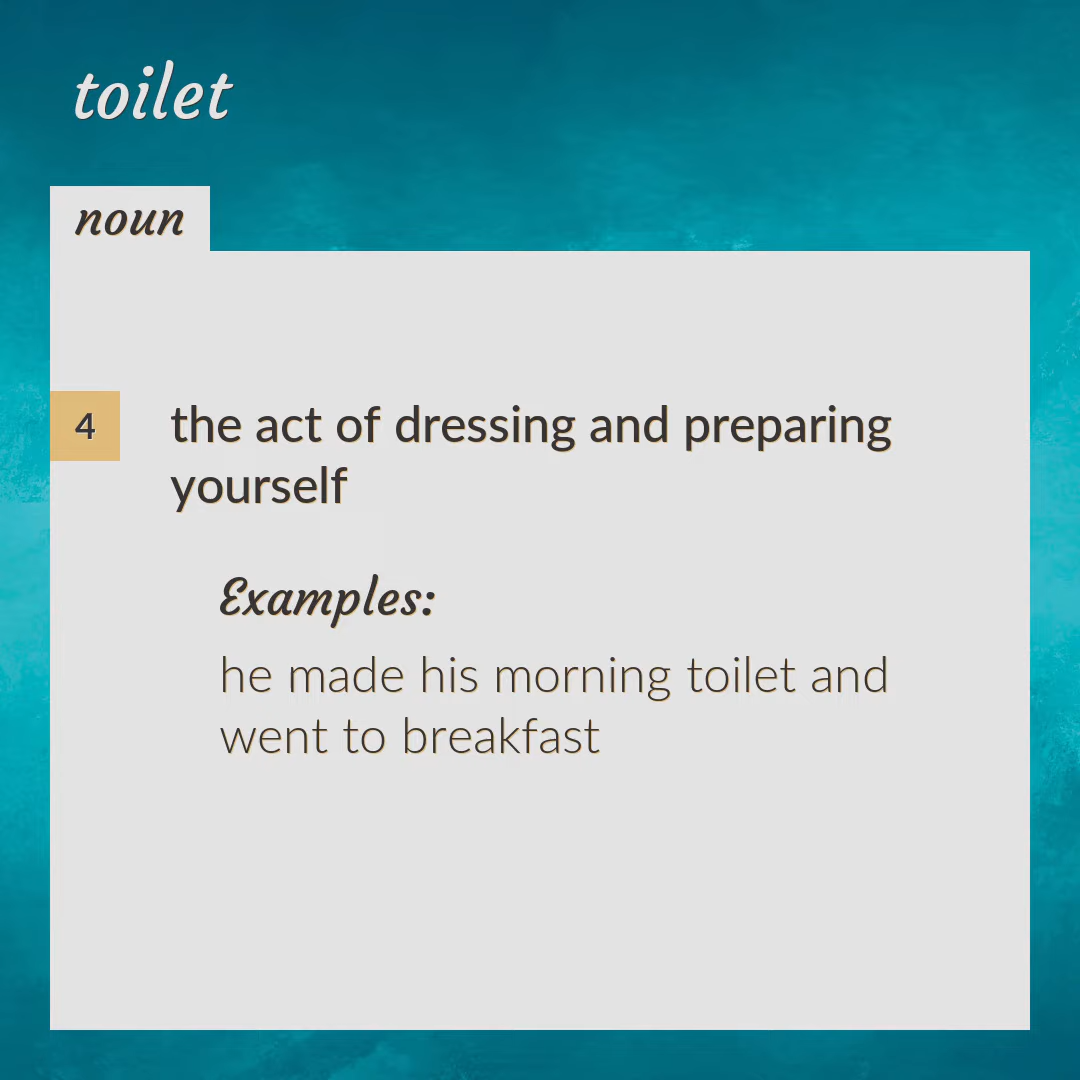 toilet
noun
4
the act of dressing and preparing
yourself
Examples:
he made his morning toilet and
went to breakfast